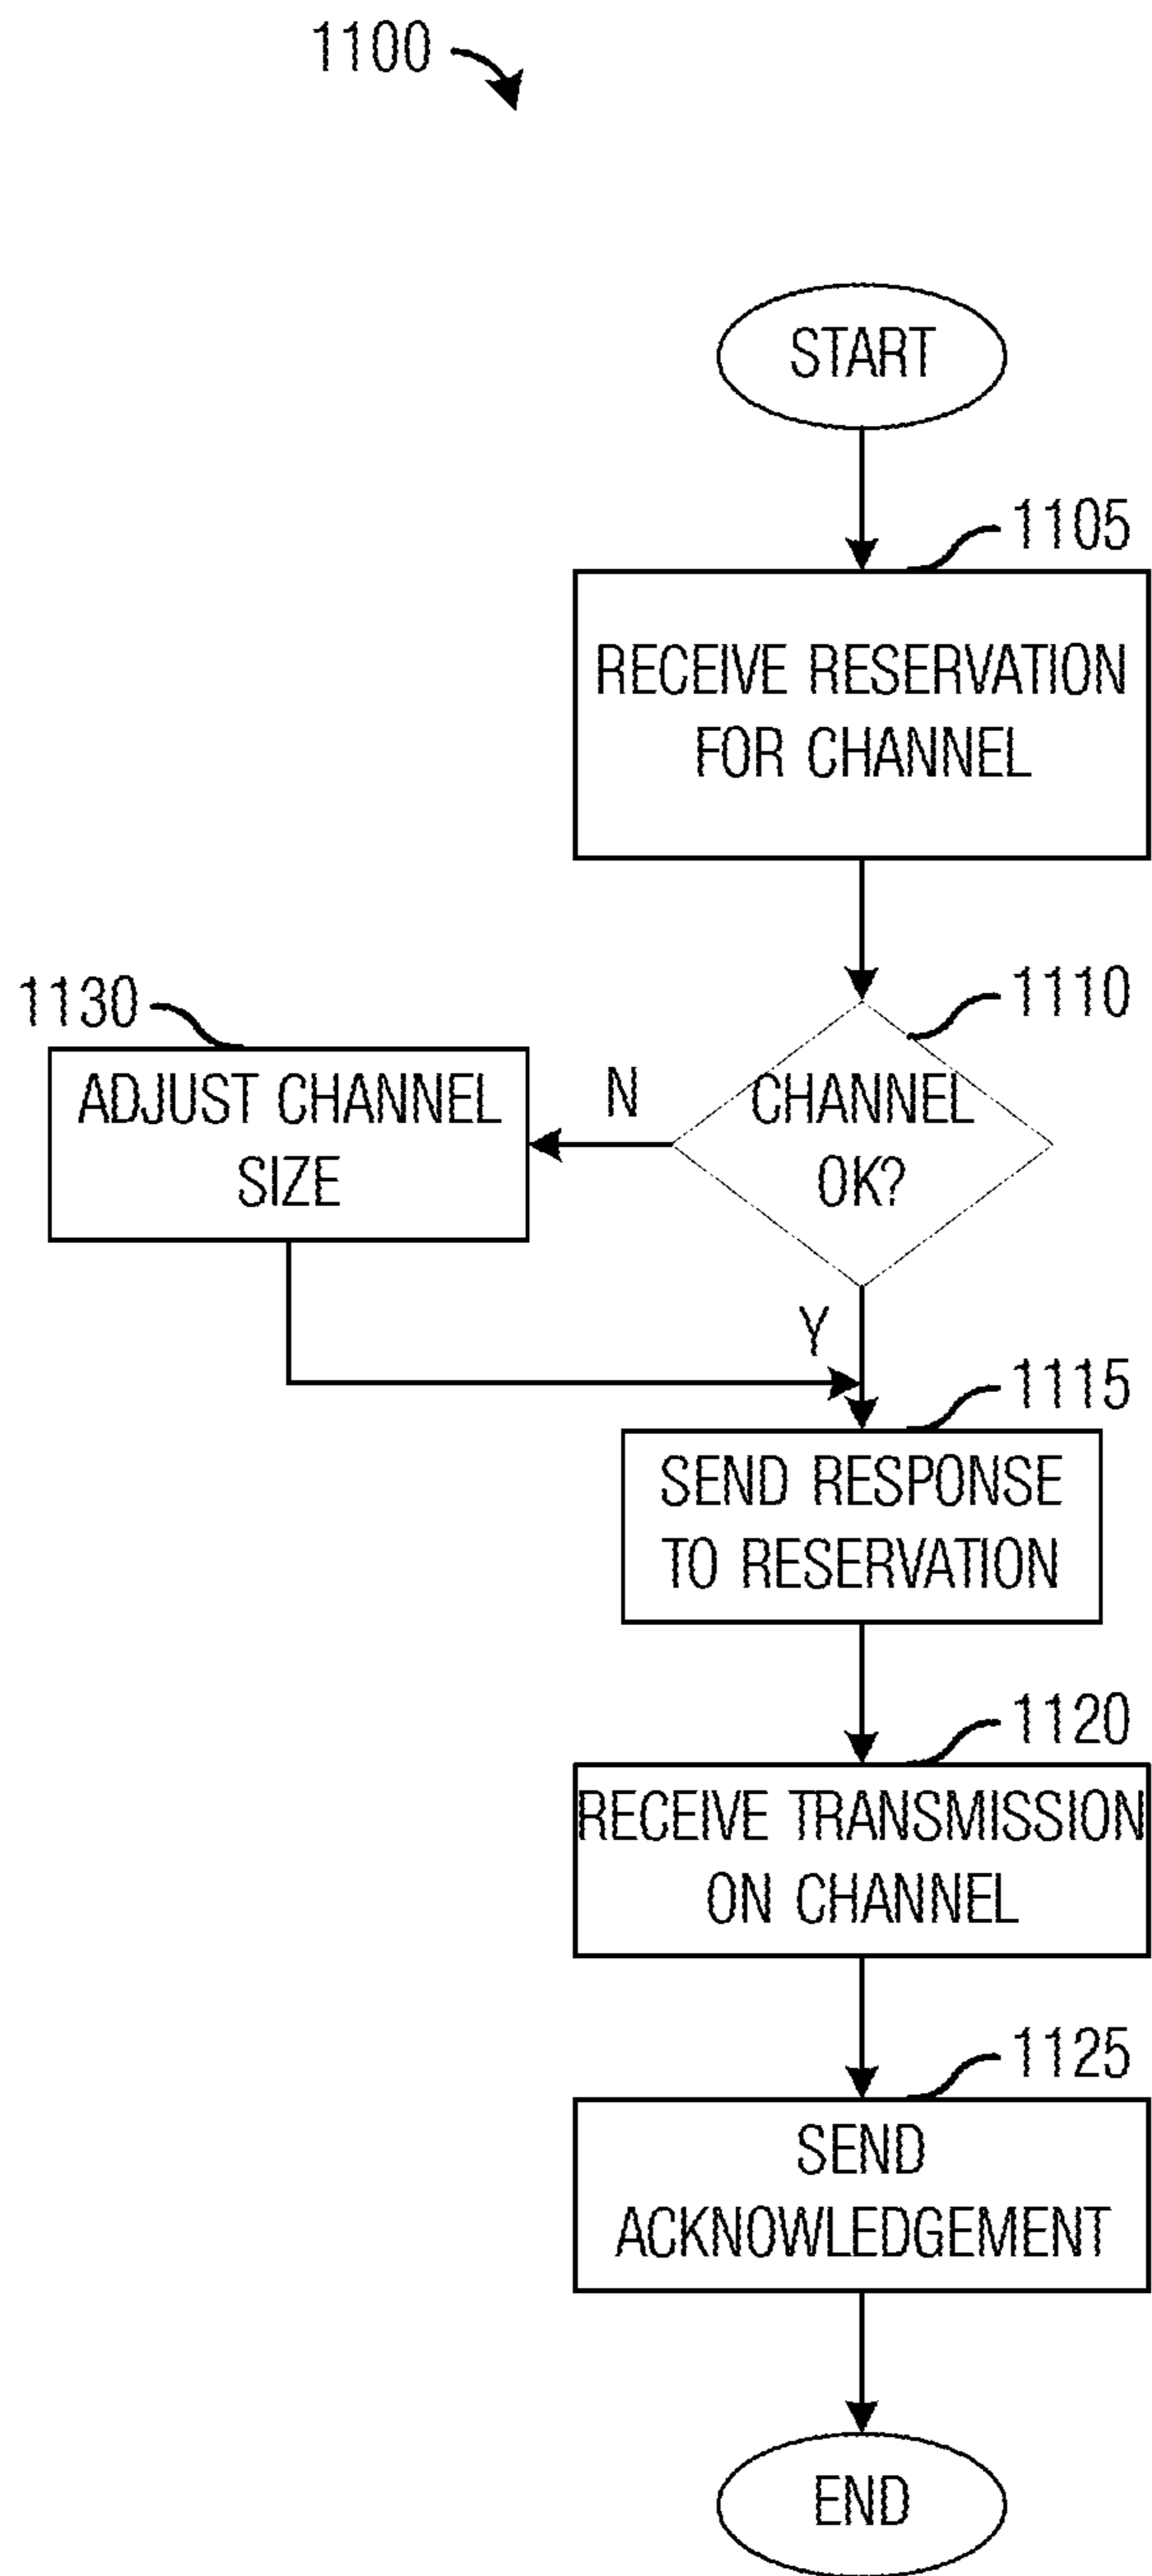 1100
START
1105
RECEIVE RESERVATION
FOR CHANNEL
1110
CHANNEL
OK?
N
1130
ADJUST CHANNEL
SIZE
Y
1115
SEND RESPONSE
TO RESERVATION
1120
RECEIVE TRANSMISSION
ON CHANNEL
1125
SEND
ACKNOWLEDGEMENT
END